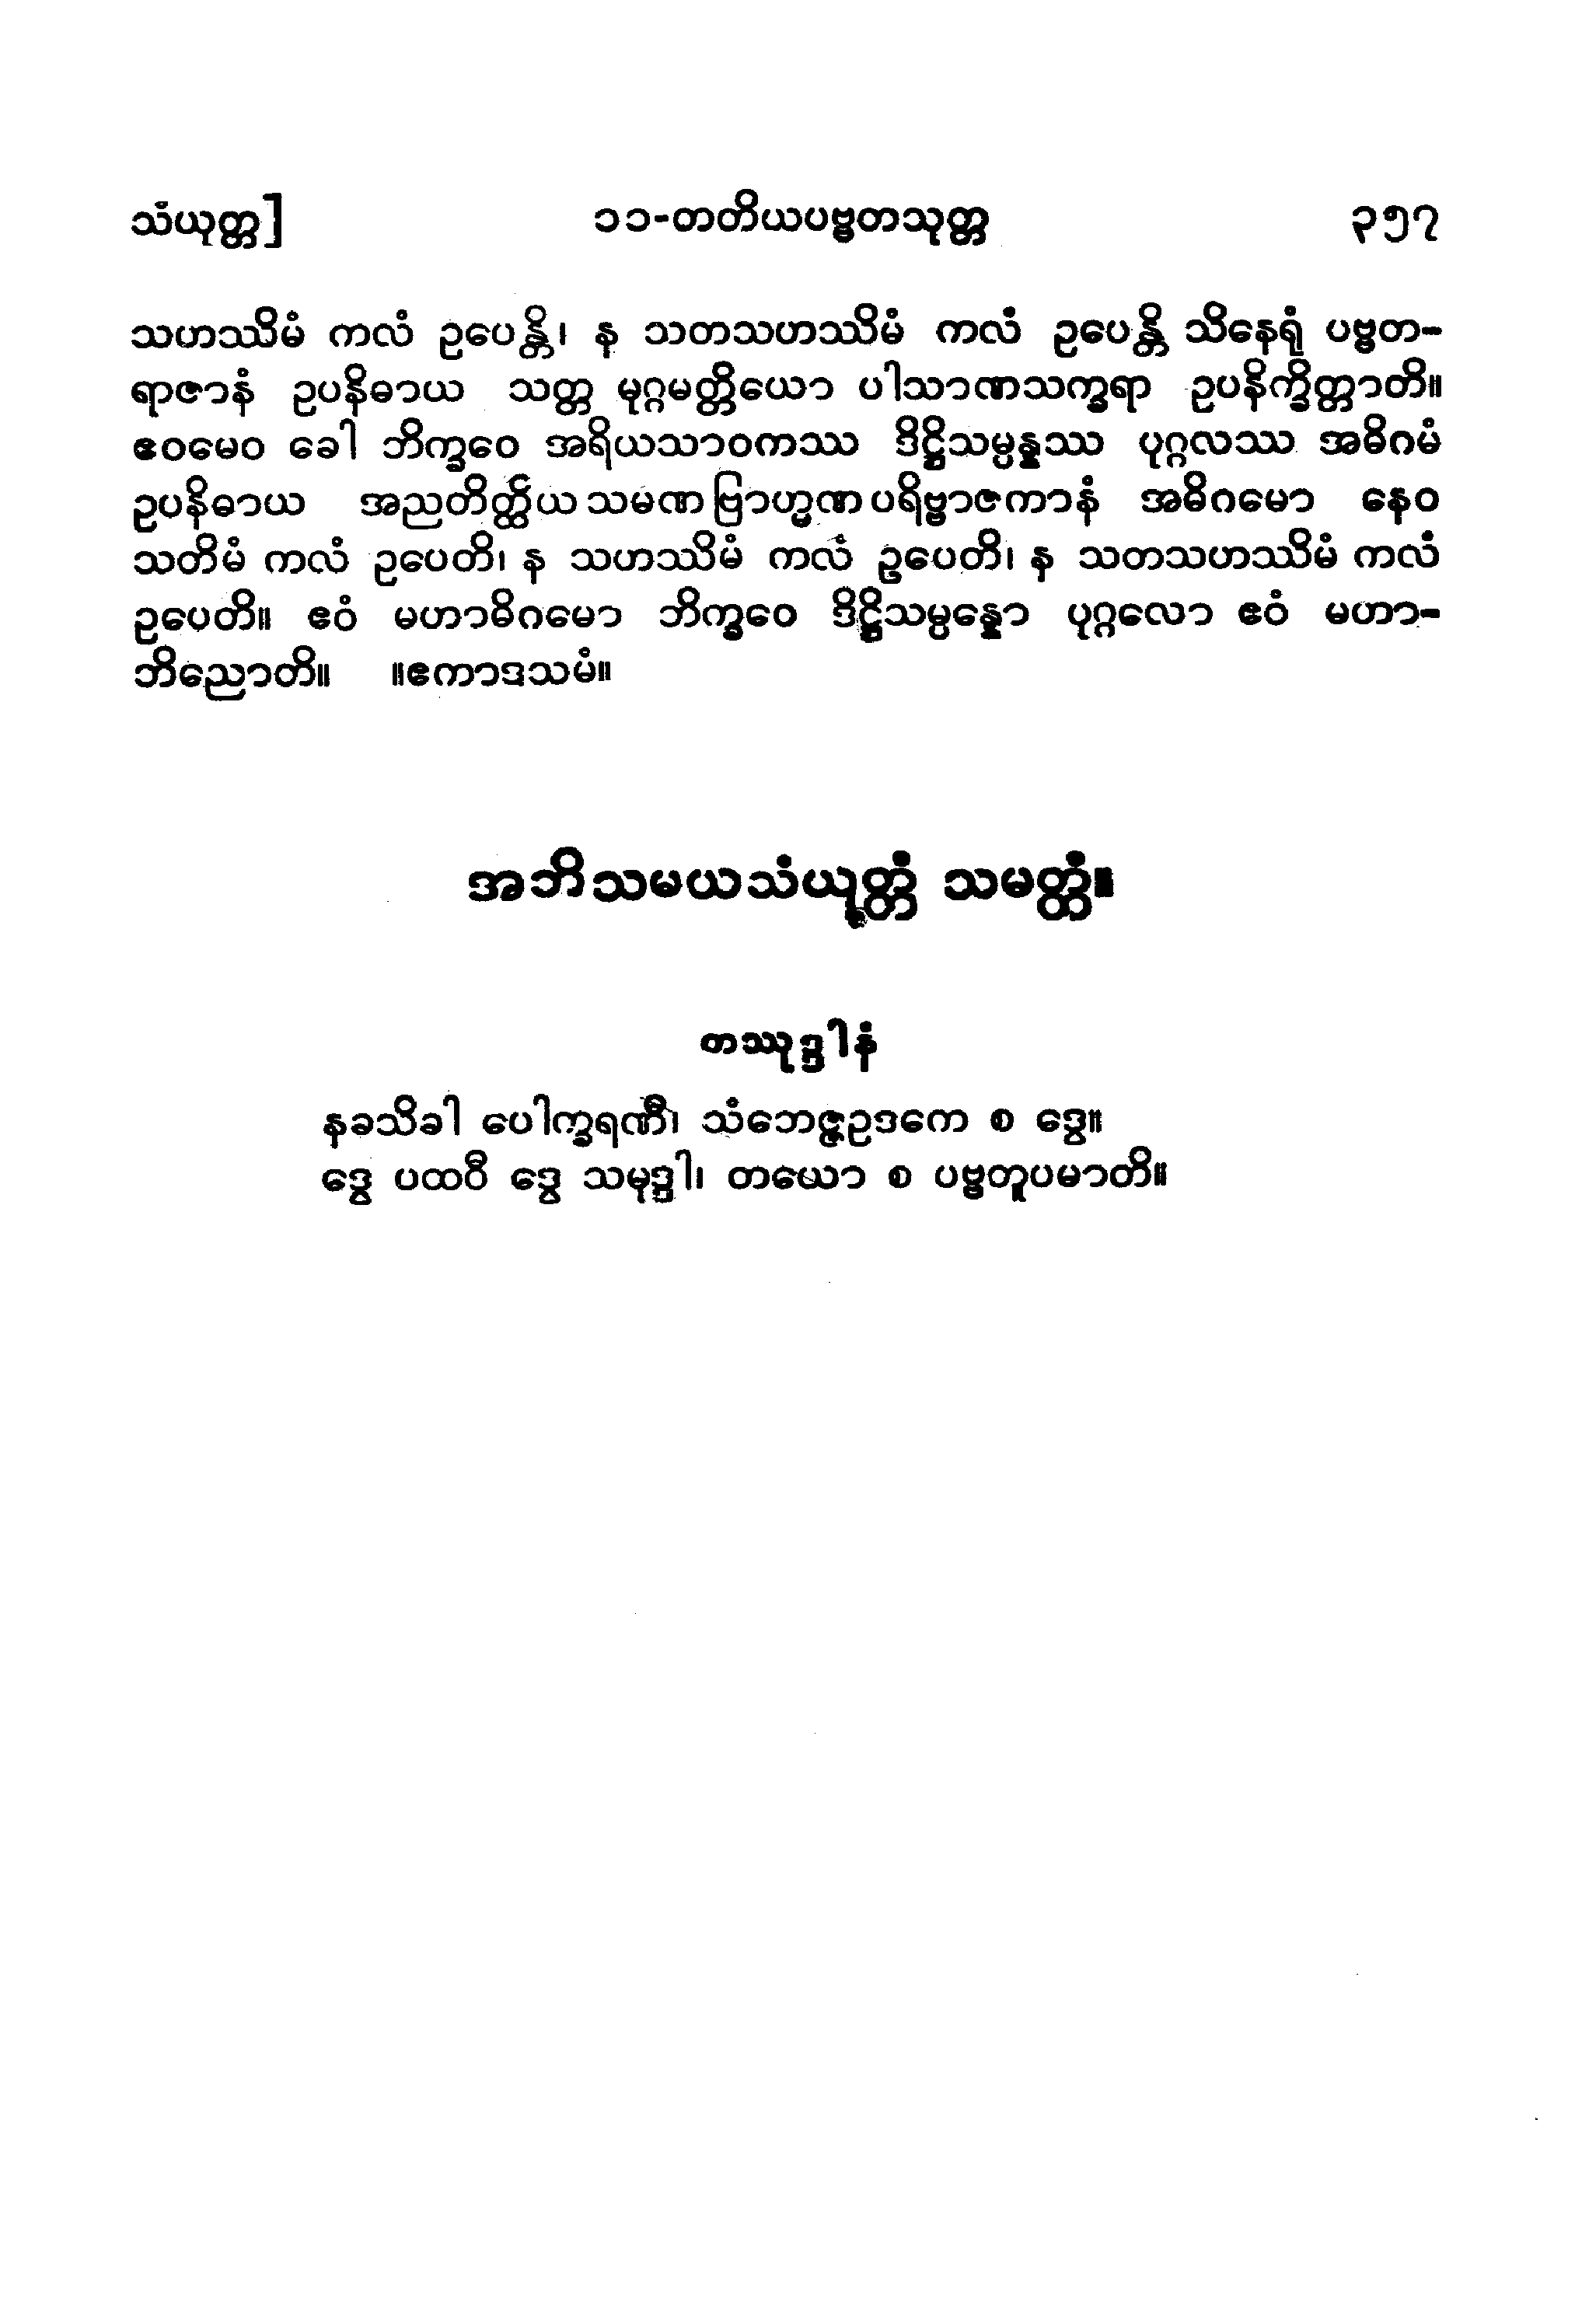 သံယုတ္တ] ၁၁-တတိယပဗ္ဗတသုတ္တ ၃၅၇
သဟဿိမံ ကလံ ဥပေန္တိ၊ န သတသဟဿိမံ ကလံ ဥပေန္တိ သိနေရုံ ပဗ္ဗတ-
ရာဇာနံ ဥပနိဓာယ သတ္တ မုဂ္ဂမတ္တိယော ပါသာဏသက္ခရာ ဥပနိက္ခိတ္တာတိ။
ဧဝမေဝ ခေါ ဘိက္ခဝေ အရိယသာဝကဿ ဒိဋ္ဌိသမ္ပန္နဿ ပုဂ္ဂလဿ အဓိဂမံ
ဥပနိဓာယ အညတိတ္ထိယ သမဏ ဗြာဟ္မဏ ပရိဗ္ဗာဇကာနံ အဓိဂမော နေဝ
သတိမံ ကလံ ဥပေတိ၊ န သဟဿိမံ ကလံ ဥပေတိ၊ န သတသဟဿိမံ ကလံ
ဥပေတိ။ ဧဝံ မဟာဓိဂမော ဘိက္ခဝေ ဒိဋ္ဌိသမ္ပန္နော ပုဂ္ဂလော ဧဝံ မဟာ-
ဘိညောတိ။ ။ဧကာဒသမံ။
အဘိသမယသံယုတ္တံ သမတ္တံ။
တဿုဒ္ဒါနံ
နခသိခါ ပေါက္ခရဏီ၊ သံဘေဇ္ဇဥဒကေ စ ဒွေ။
ဒွေ ပထဝီ ဒွေ သမုဒ္ဒါ၊ တယော စ ပဗ္ဗတူပမာတိ။